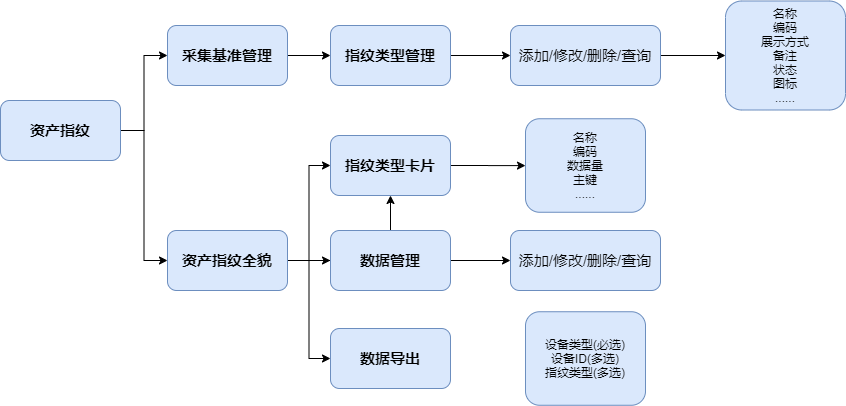 资产指纹
采集基准管理
指纹类型管理
添加/修改/删除/查询
名称
编码
展示方式
备注
状态
图标
......
资产指纹全貌
指纹类型卡片
名称
编码
数据量
主键
......
数据管理
添加/修改/删除/查询
数据导出
设备类型(必选)
设备ID(多选)
指纹类型(多选)